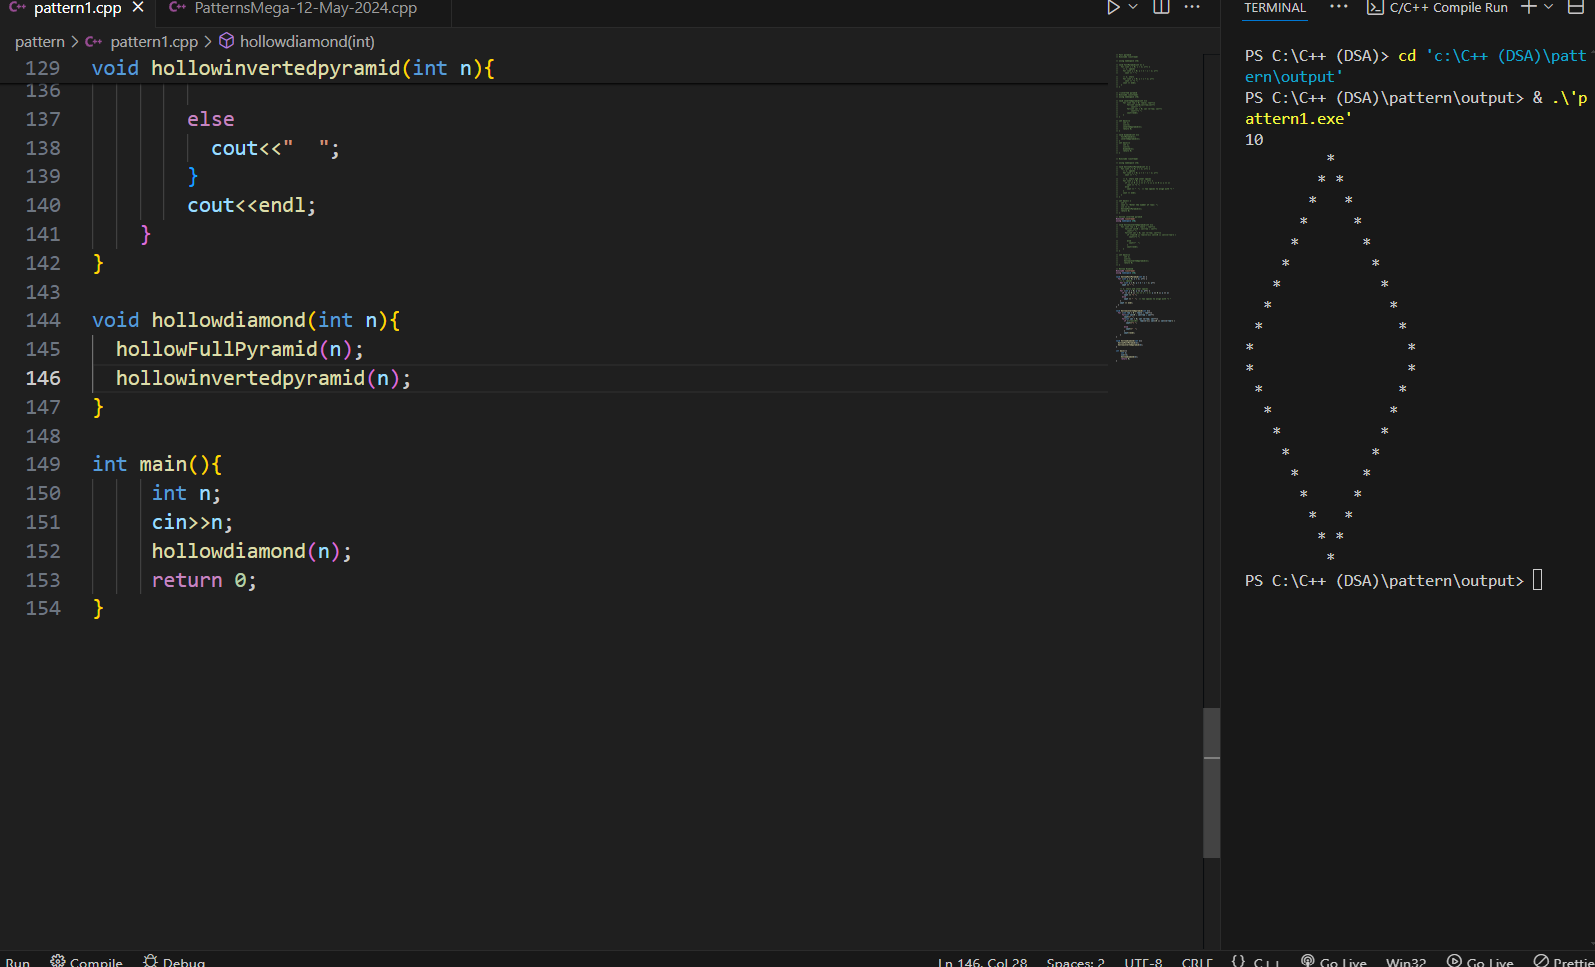 C++ pattern1.cpp × C++ PatternsMega-12-May-2024.cpp
pattern > C++ pattern1.cpp > hollowdiamond(int)
129 void hollowinvertedpyramid(int n){
136
137 else
138 cout<<"  ";
139 }
140 cout<<endl;
141 }
142 }
143
144 void hollowdiamond(int n){
145 hollowFullPyramid(n);
146 hollowinvertedpyramid(n);
147 }
148
149 int main(){
150 int n;
151 cin>>n;
152 hollowdiamond(n);
153 return 0;
154 }
TERMINAL ··· C/C++ Compile Run
PS C:\C++ (DSA)> cd 'c:\C++ (DSA)\patt
ern\output'
PS C:\C++ (DSA)\pattern\output> & .\'p
attern1.exe'
10
         *
        * *
       *   *
      *     *
     *       *
    *         *
   *           *
  *             *
 *               *
*                 *
*                 *
 *               *
  *             *
   *           *
    *         *
     *       *
      *     *
       *   *
        * *
         *
PS C:\C++ (DSA)\pattern\output>
Run Compile Debug Ln 146, Col 28 Spaces: 2 UTF-8 CRLF {} C++ Go Live Win32 Go Live